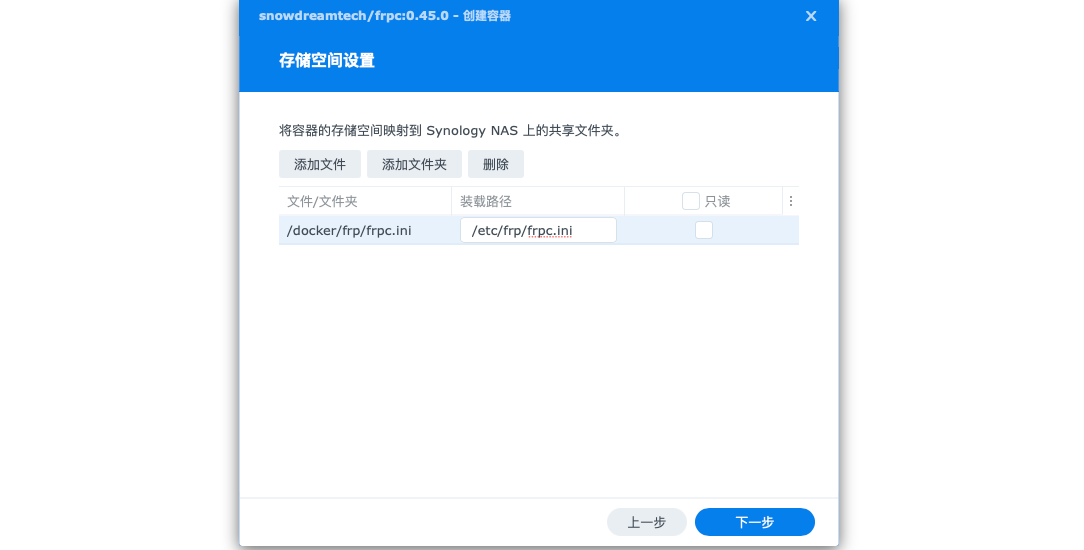 snowdreamtech/frpc:0.45.0 - 创建容器
存储空间设置
将容器的存储空间映射到 Synology NAS 上的共享文件夹。
添加文件 添加文件夹 删除
文件/文件夹 装载路径 只读
/docker/frp/frpc.ini /etc/frp/frpc.ini
上一步 下一步